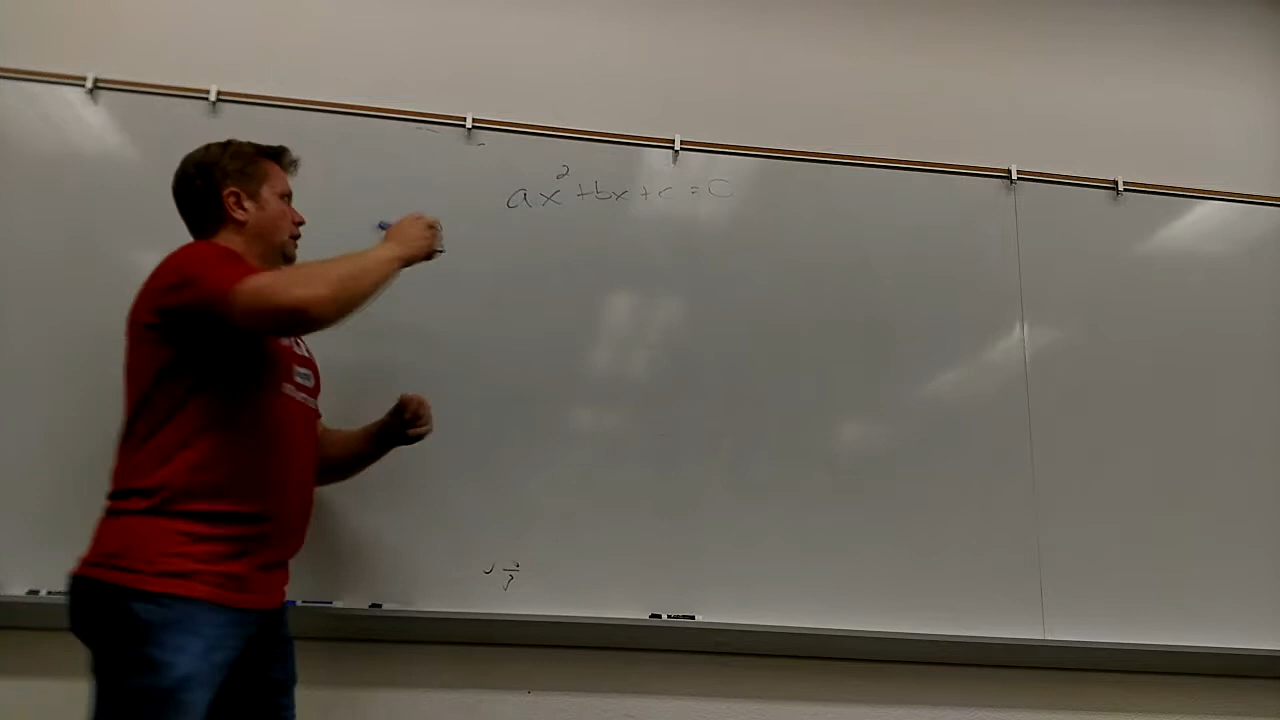 ax² + bx + c = 0